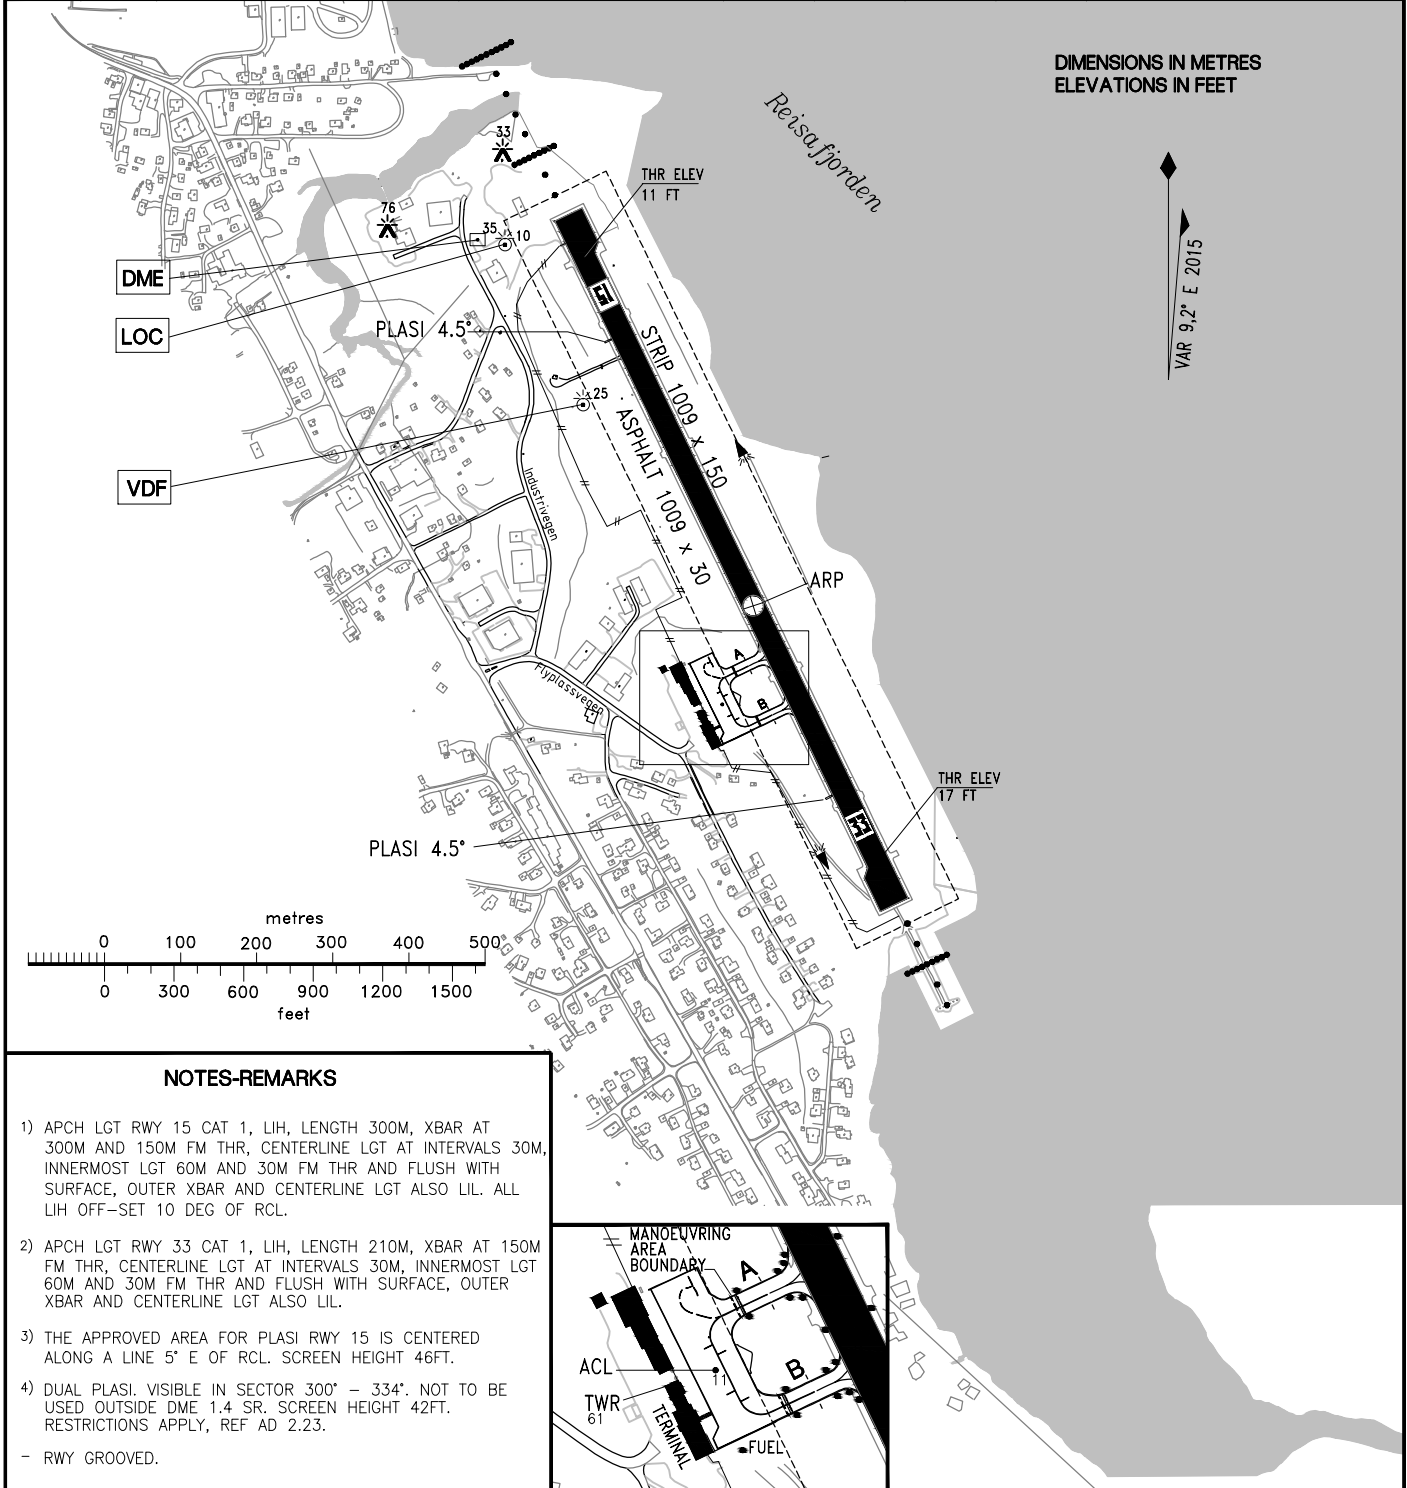 DIMENSIONS IN METRES
ELEVATIONS IN FEET
Reisafjorden
VAR 9,2° E 2015
THR ELEV
11 FT
33
76
35
10
DME
LOC
PLASI 4.5°
25
VDF
STRIP 1009 x 150
ASPHALT 1009 x 30
15
Industrivegen
ARP
A
B
Flyplassvegen
THR ELEV
17 FT
33
PLASI 4.5°
metres
0 100 200 300 400 500
0 300 600 900 1200 1500
feet
NOTES-REMARKS
1) APCH LGT RWY 15 CAT 1, LIH, LENGTH 300M, XBAR AT
300M AND 150M FM THR, CENTERLINE LGT AT INTERVALS 30M,
INNERMOST LGT 60M AND 30M FM THR AND FLUSH WITH
SURFACE, OUTER XBAR AND CENTERLINE LGT ALSO LIL. ALL
LIH OFF-SET 10 DEG OF RCL.
2) APCH LGT RWY 33 CAT 1, LIH, LENGTH 210M, XBAR AT 150M
FM THR, CENTERLINE LGT AT INTERVALS 30M, INNERMOST LGT
60M AND 30M FM THR AND FLUSH WITH SURFACE, OUTER
XBAR AND CENTERLINE LGT ALSO LIL.
3) THE APPROVED AREA FOR PLASI RWY 15 IS CENTERED
ALONG A LINE 5° E OF RCL. SCREEN HEIGHT 46FT.
4) DUAL PLASI. VISIBLE IN SECTOR 300° - 334°. NOT TO BE
USED OUTSIDE DME 1.4 SR. SCREEN HEIGHT 42FT.
RESTRICTIONS APPLY, REF AD 2.23.
- RWY GROOVED.
MANOEUVRING
AREA
BOUNDARY
A
B
ACL
11
TWR
61
TERMINAL
FUEL